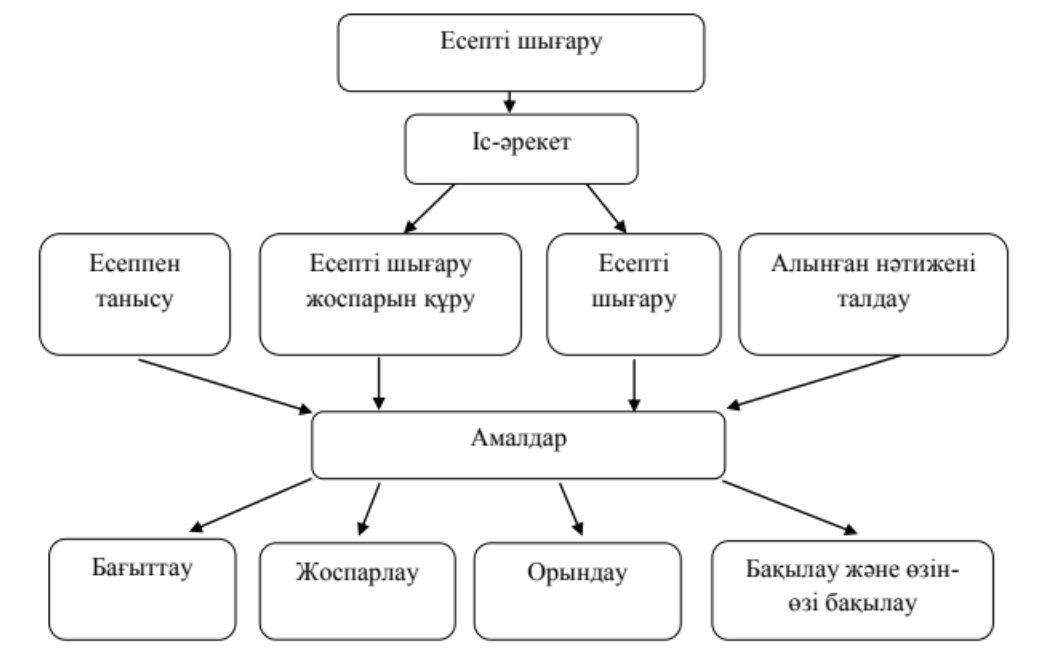 Есепті шығару
Іс-әрекет
Есеппен
танысу
Есепті шығару
жоспарын құру
Есепті
шығару
Алынған нәтижені
талдау
Амалдар
Бағыттау
Жоспарлау
Орындау
Бақылау және өзін-
өзі бақылау